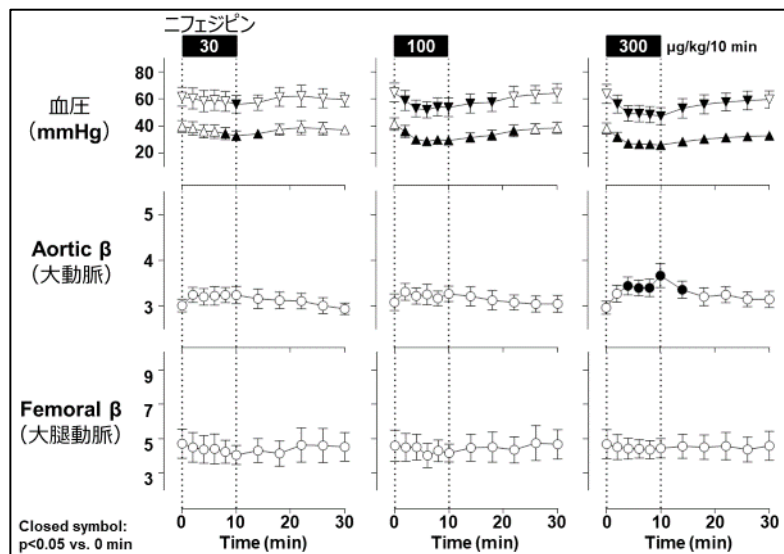 ニフェジピン
30 100 300 μg/kg/10 min
血圧
(mmHg)
80
60
40
20
Aortic β
(大動脈)
5
4
3
Femoral β
(大腿動脈)
9
7
5
3
0 10 20 30 0 10 20 30 0 10 20 30
Time (min) Time (min) Time (min)
Closed symbol:
p<0.05 vs. 0 min